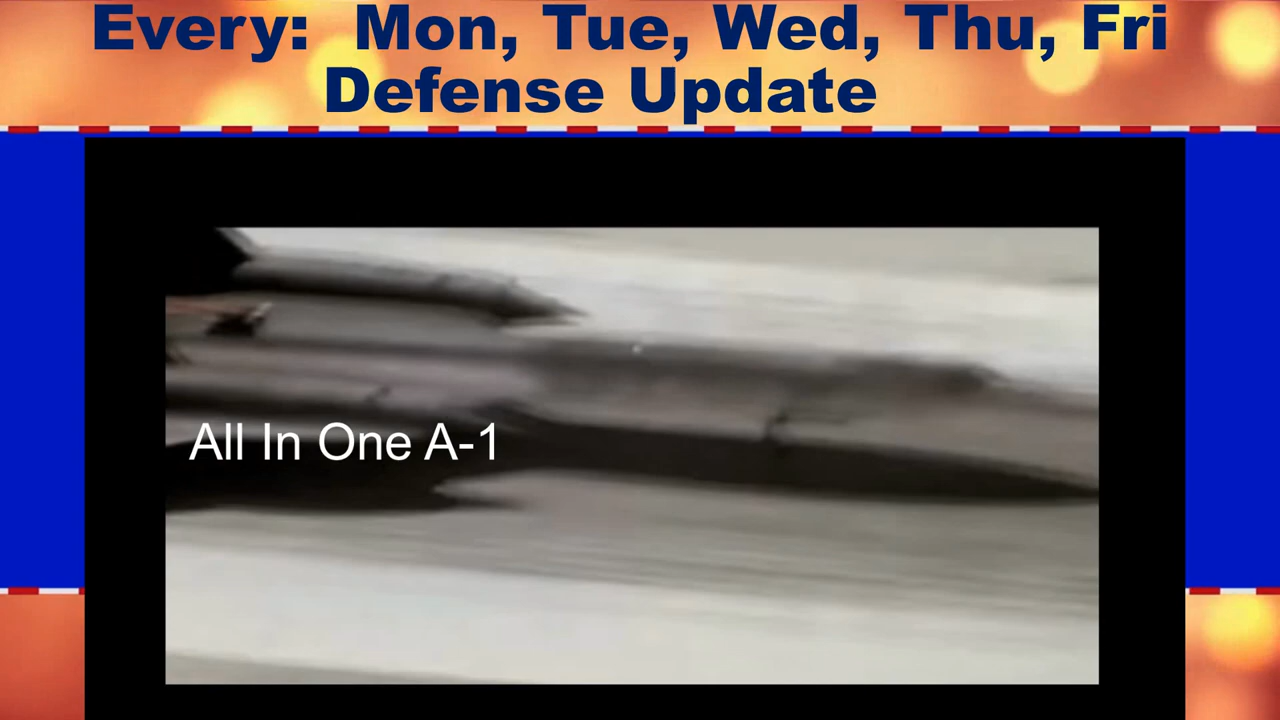 Every: Mon, Tue, Wed, Thu, Fri
Defense Update
All In One A-1